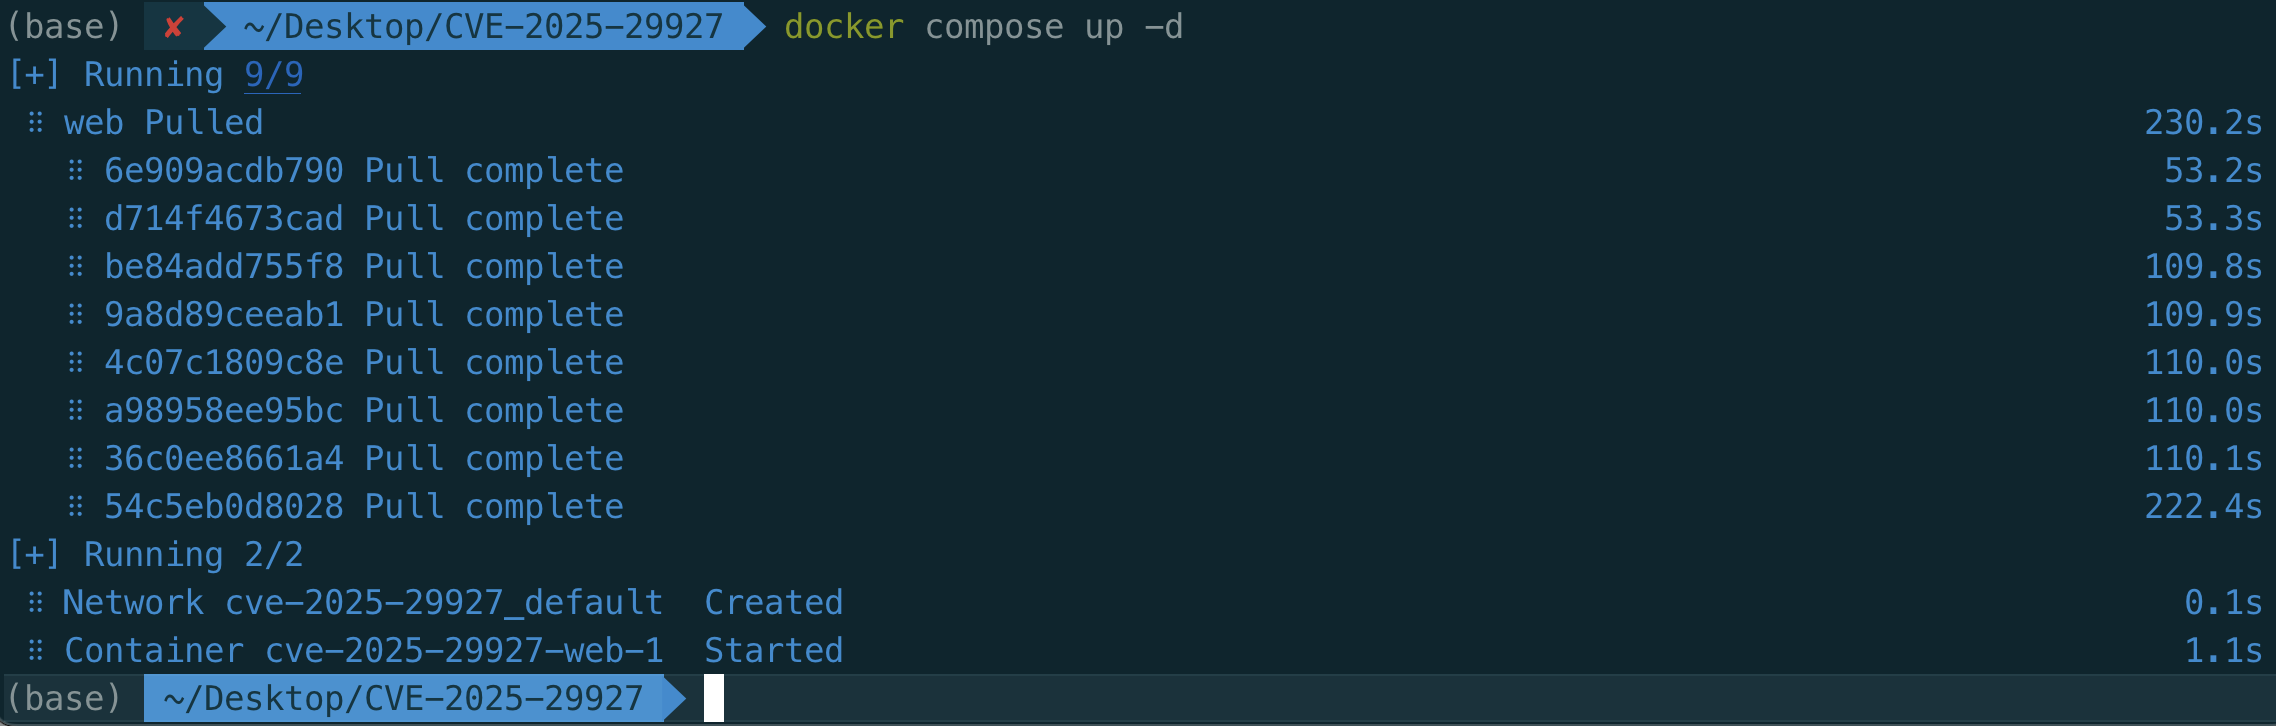 (base) ✘ ~/Desktop/CVE-2025-29927 docker compose up -d
[+] Running 9/9
⠿ web Pulled 230.2s
⠿ 6e909acdb790 Pull complete 53.2s
⠿ d714f4673cad Pull complete 53.3s
⠿ be84add755f8 Pull complete 109.8s
⠿ 9a8d89ceeab1 Pull complete 109.9s
⠿ 4c07c1809c8e Pull complete 110.0s
⠿ a98958ee95bc Pull complete 110.0s
⠿ 36c0ee8661a4 Pull complete 110.1s
⠿ 54c5eb0d8028 Pull complete 222.4s
[+] Running 2/2
⠿ Network cve-2025-29927_default Created 0.1s
⠿ Container cve-2025-29927-web-1 Started 1.1s
(base) ~/Desktop/CVE-2025-29927